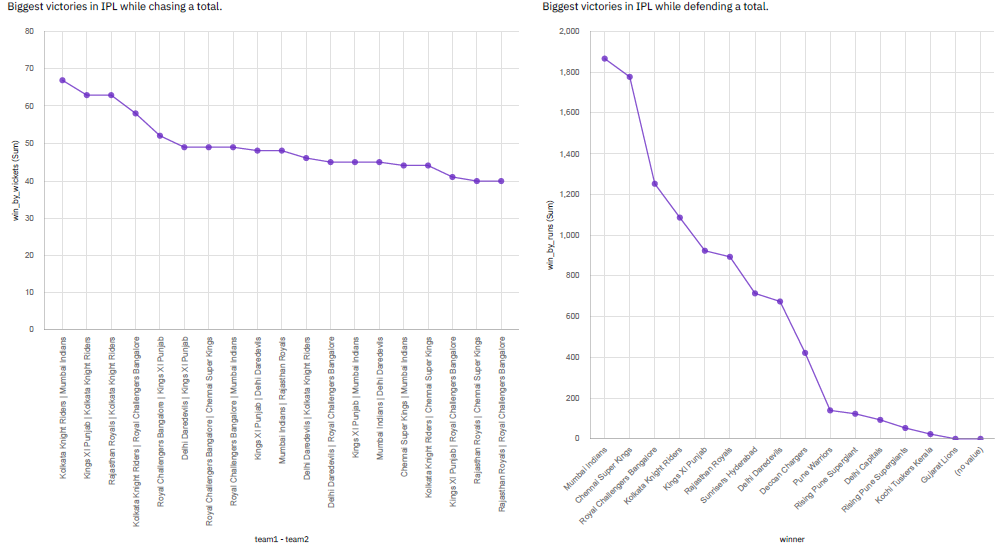 Biggest victories in IPL while chasing a total.
80
70
60
50
40
30
20
10
0
win_by_wickets (Sum)
Kolkata Knight Riders | Mumbai Indians
Kings XI Punjab | Kolkata Knight Riders
Rajasthan Royals | Kolkata Knight Riders
Kolkata Knight Riders | Royal Challengers Bangalore
Royal Challengers Bangalore | Kings XI Punjab
Delhi Daredevils | Kings XI Punjab
Royal Challengers Bangalore | Chennai Super Kings
Royal Challengers Bangalore | Mumbai Indians
Kings XI Punjab | Delhi Daredevils
Mumbai Indians | Rajasthan Royals
Delhi Daredevils | Kolkata Knight Riders
Delhi Daredevils | Royal Challengers Bangalore
Kings XI Punjab | Mumbai Indians
Mumbai Indians | Delhi Daredevils
Chennai Super Kings | Mumbai Indians
Kolkata Knight Riders | Chennai Super Kings
Kings XI Punjab | Royal Challengers Bangalore
Rajasthan Royals | Chennai Super Kings
Rajasthan Royals | Royal Challengers Bangalore
team1 - team2
Biggest victories in IPL while defending a total.
2,000
1,800
1,600
1,400
1,200
1,000
800
600
400
200
0
win_by_runs (Sum)
Mumbai Indians
Chennai Super Kings
Royal Challengers Bangalore
Kolkata Knight Riders
Kings XI Punjab
Rajasthan Royals
Sunrisers Hyderabad
Delhi Daredevils
Deccan Chargers
Pune Warriors
Rising Pune Supergiant
Delhi Capitals
Rising Pune Supergiants
Kochi Tuskers Kerala
Gujarat Lions
(no value)
winner